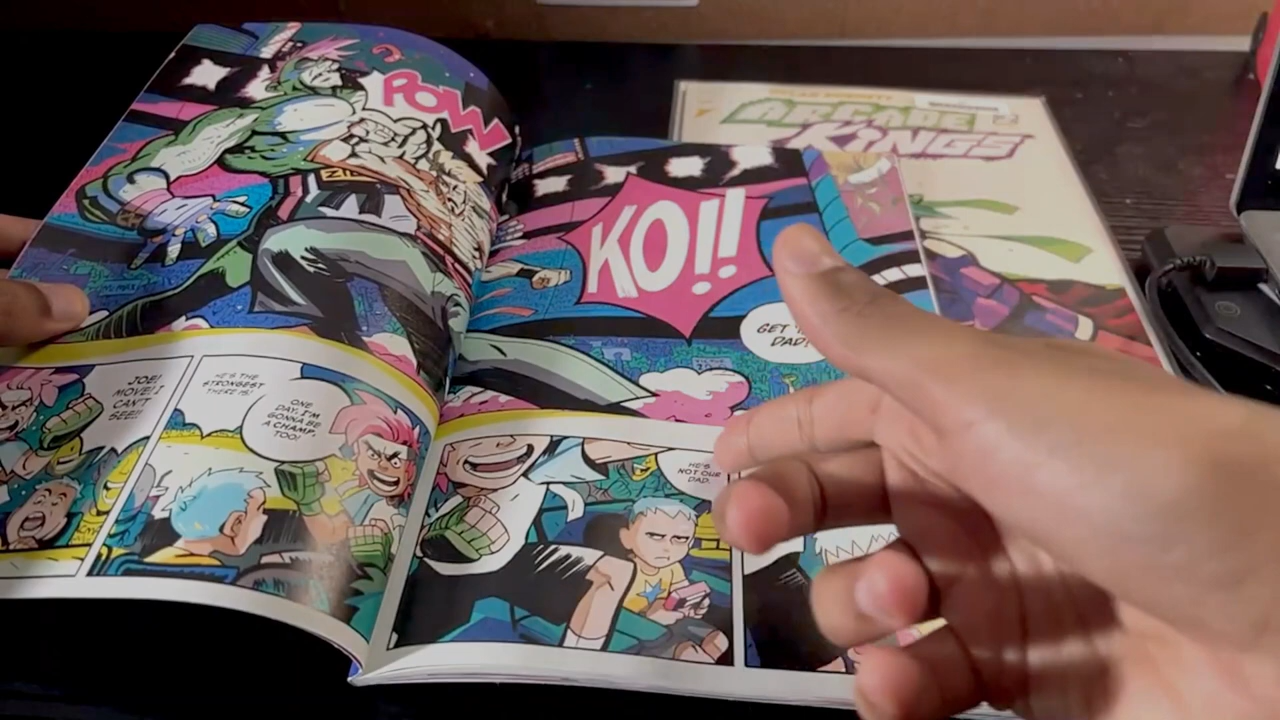 POW
KO!!
GET
DAD!
JOE!
MOVE! I
CAN'T
SEE!!!
HE'S THE
STRONGEST
THERE IS!
ONE
DAY, I'M
GONNA BE
A CHAMP,
TOO!
HE'S
NOT OUR
DAD.
ARCADE
KINGS